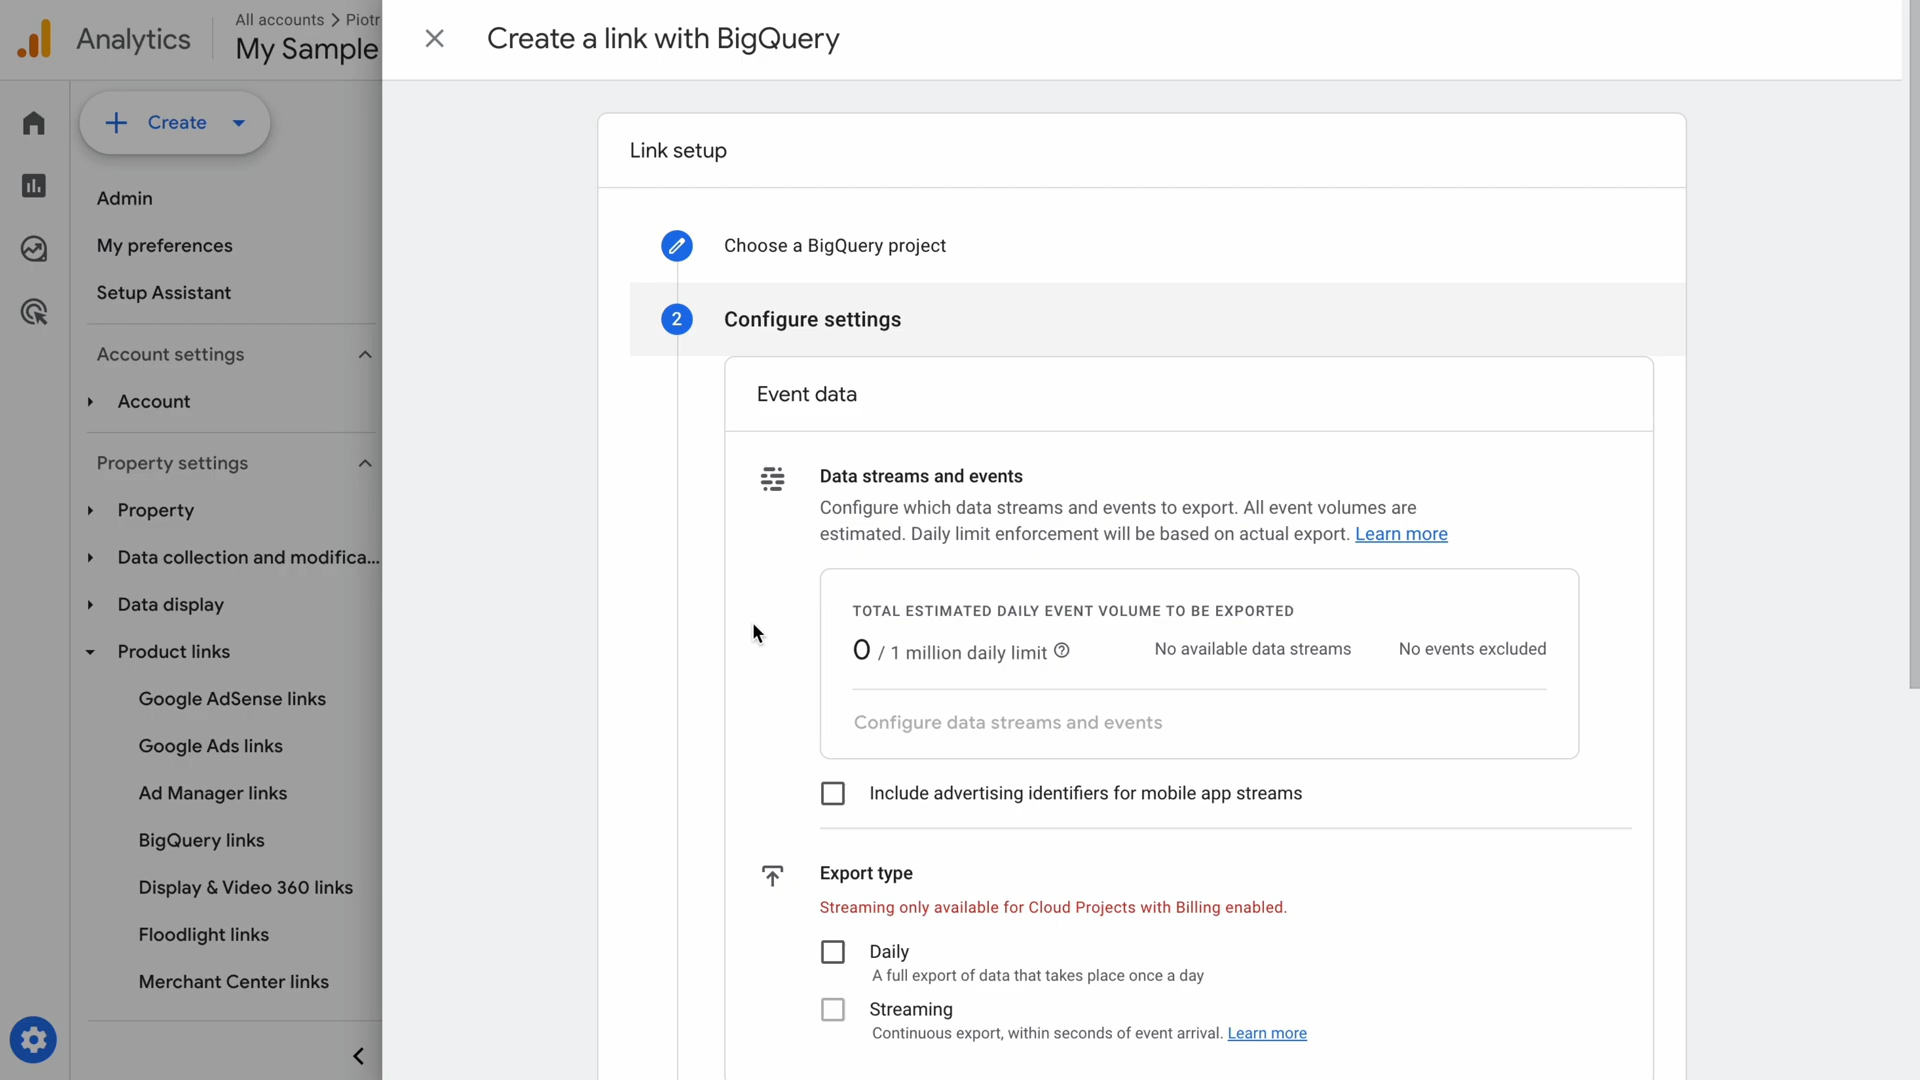 Analytics
All accounts > Piotr
My Sample
Create a link with BigQuery
Create
Admin
My preferences
Setup Assistant
Account settings
Account
Property settings
Property
Data collection and modifica...
Data display
Product links
Google AdSense links
Google Ads links
Ad Manager links
BigQuery links
Display & Video 360 links
Floodlight links
Merchant Center links
Link setup
Choose a BigQuery project
2 Configure settings
Event data
Data streams and events
Configure which data streams and events to export. All event volumes are
estimated. Daily limit enforcement will be based on actual export. Learn more
TOTAL ESTIMATED DAILY EVENT VOLUME TO BE EXPORTED
0 / 1 million daily limit No available data streams No events excluded
Configure data streams and events
Include advertising identifiers for mobile app streams
Export type
Streaming only available for Cloud Projects with Billing enabled.
Daily
A full export of data that takes place once a day
Streaming
Continuous export, within seconds of event arrival. Learn more